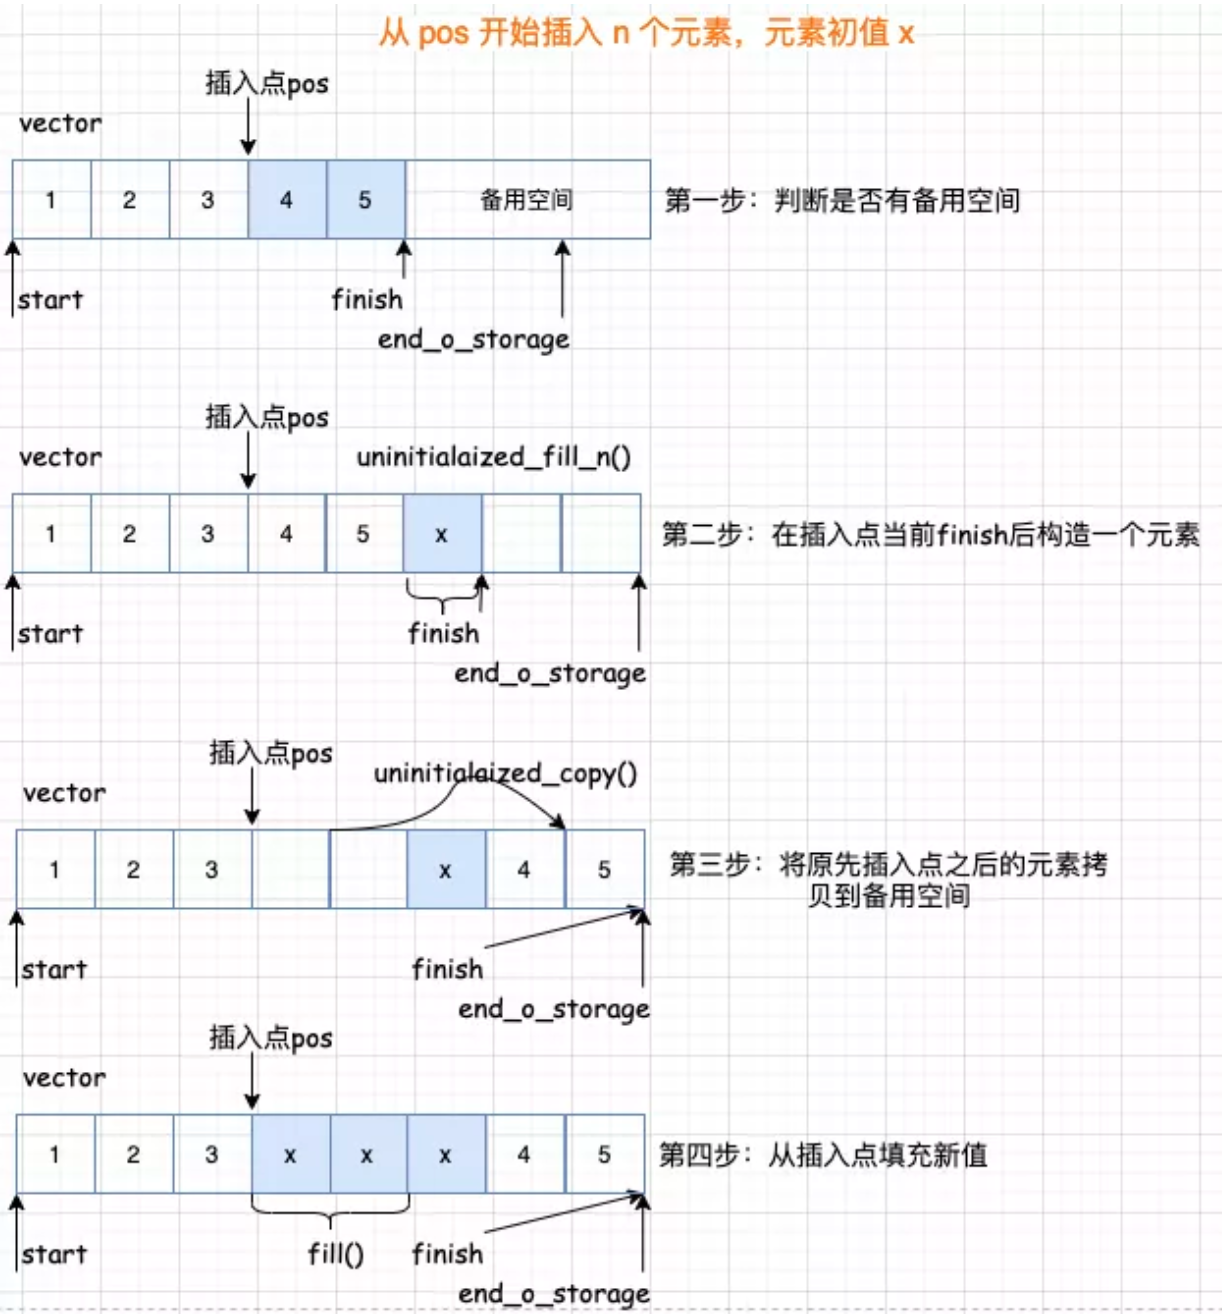 从 pos 开始插入 n 个元素，元素初值 x
插入点pos
vector
1 2 3 4 5 备用空间 第一步：判断是否有备用空间
start finish
end_o_storage
插入点pos
vector uninitialaized_fill_n()
1 2 3 4 5 x 第二步：在插入点当前finish后构造一个元素
start finish
end_o_storage
插入点pos
uninitialaized_copy()
vector
1 2 3 x 4 5 第三步：将原先插入点之后的元素拷
贝到备用空间
start finish
end_o_storage
插入点pos
vector
1 2 3 x x x 4 5 第四步：从插入点填充新值
start fill() finish
end_o_storage